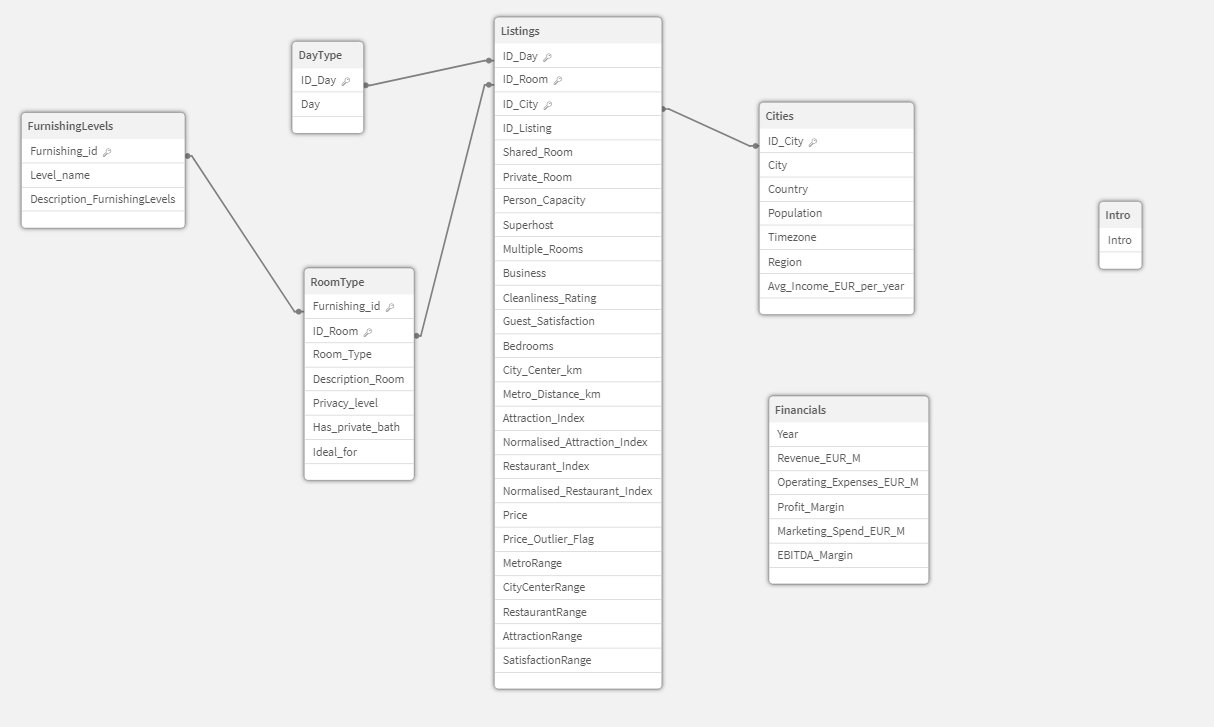 FurnishingLevels
Furnishing_id
Level_name
Description_FurnishingLevels
DayType
ID_Day
Day
RoomType
Furnishing_id
ID_Room
Room_Type
Description_Room
Privacy_level
Has_private_bath
Ideal_for
Listings
ID_Day
ID_Room
ID_City
ID_Listing
Shared_Room
Private_Room
Person_Capacity
Superhost
Multiple_Rooms
Business
Cleanliness_Rating
Guest_Satisfaction
Bedrooms
City_Center_km
Metro_Distance_km
Attraction_Index
Normalised_Attraction_Index
Restaurant_Index
Normalised_Restaurant_Index
Price
Price_Outlier_Flag
MetroRange
CityCenterRange
RestaurantRange
AttractionRange
SatisfactionRange
Cities
ID_City
City
Country
Population
Timezone
Region
Avg_Income_EUR_per_year
Financials
Year
Revenue_EUR_M
Operating_Expenses_EUR_M
Profit_Margin
Marketing_Spend_EUR_M
EBITDA_Margin
Intro
Intro